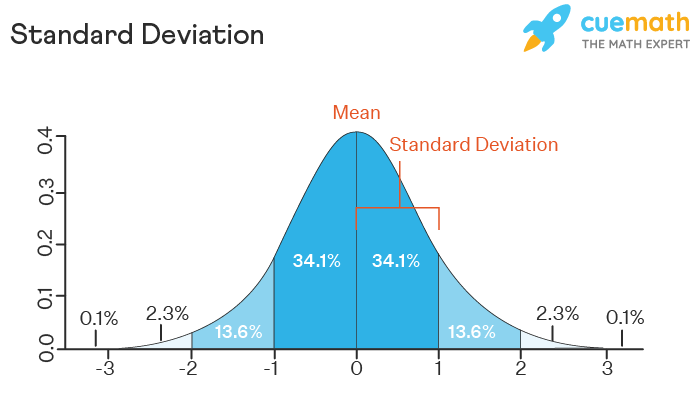 Standard Deviation
cuemath
THE MATH EXPERT
Mean
Standard Deviation
0.4
0.3
0.2
0.1
0.0
34.1% 34.1%
0.1% 2.3% 13.6% 13.6% 2.3% 0.1%
-3 -2 -1 0 1 2 3